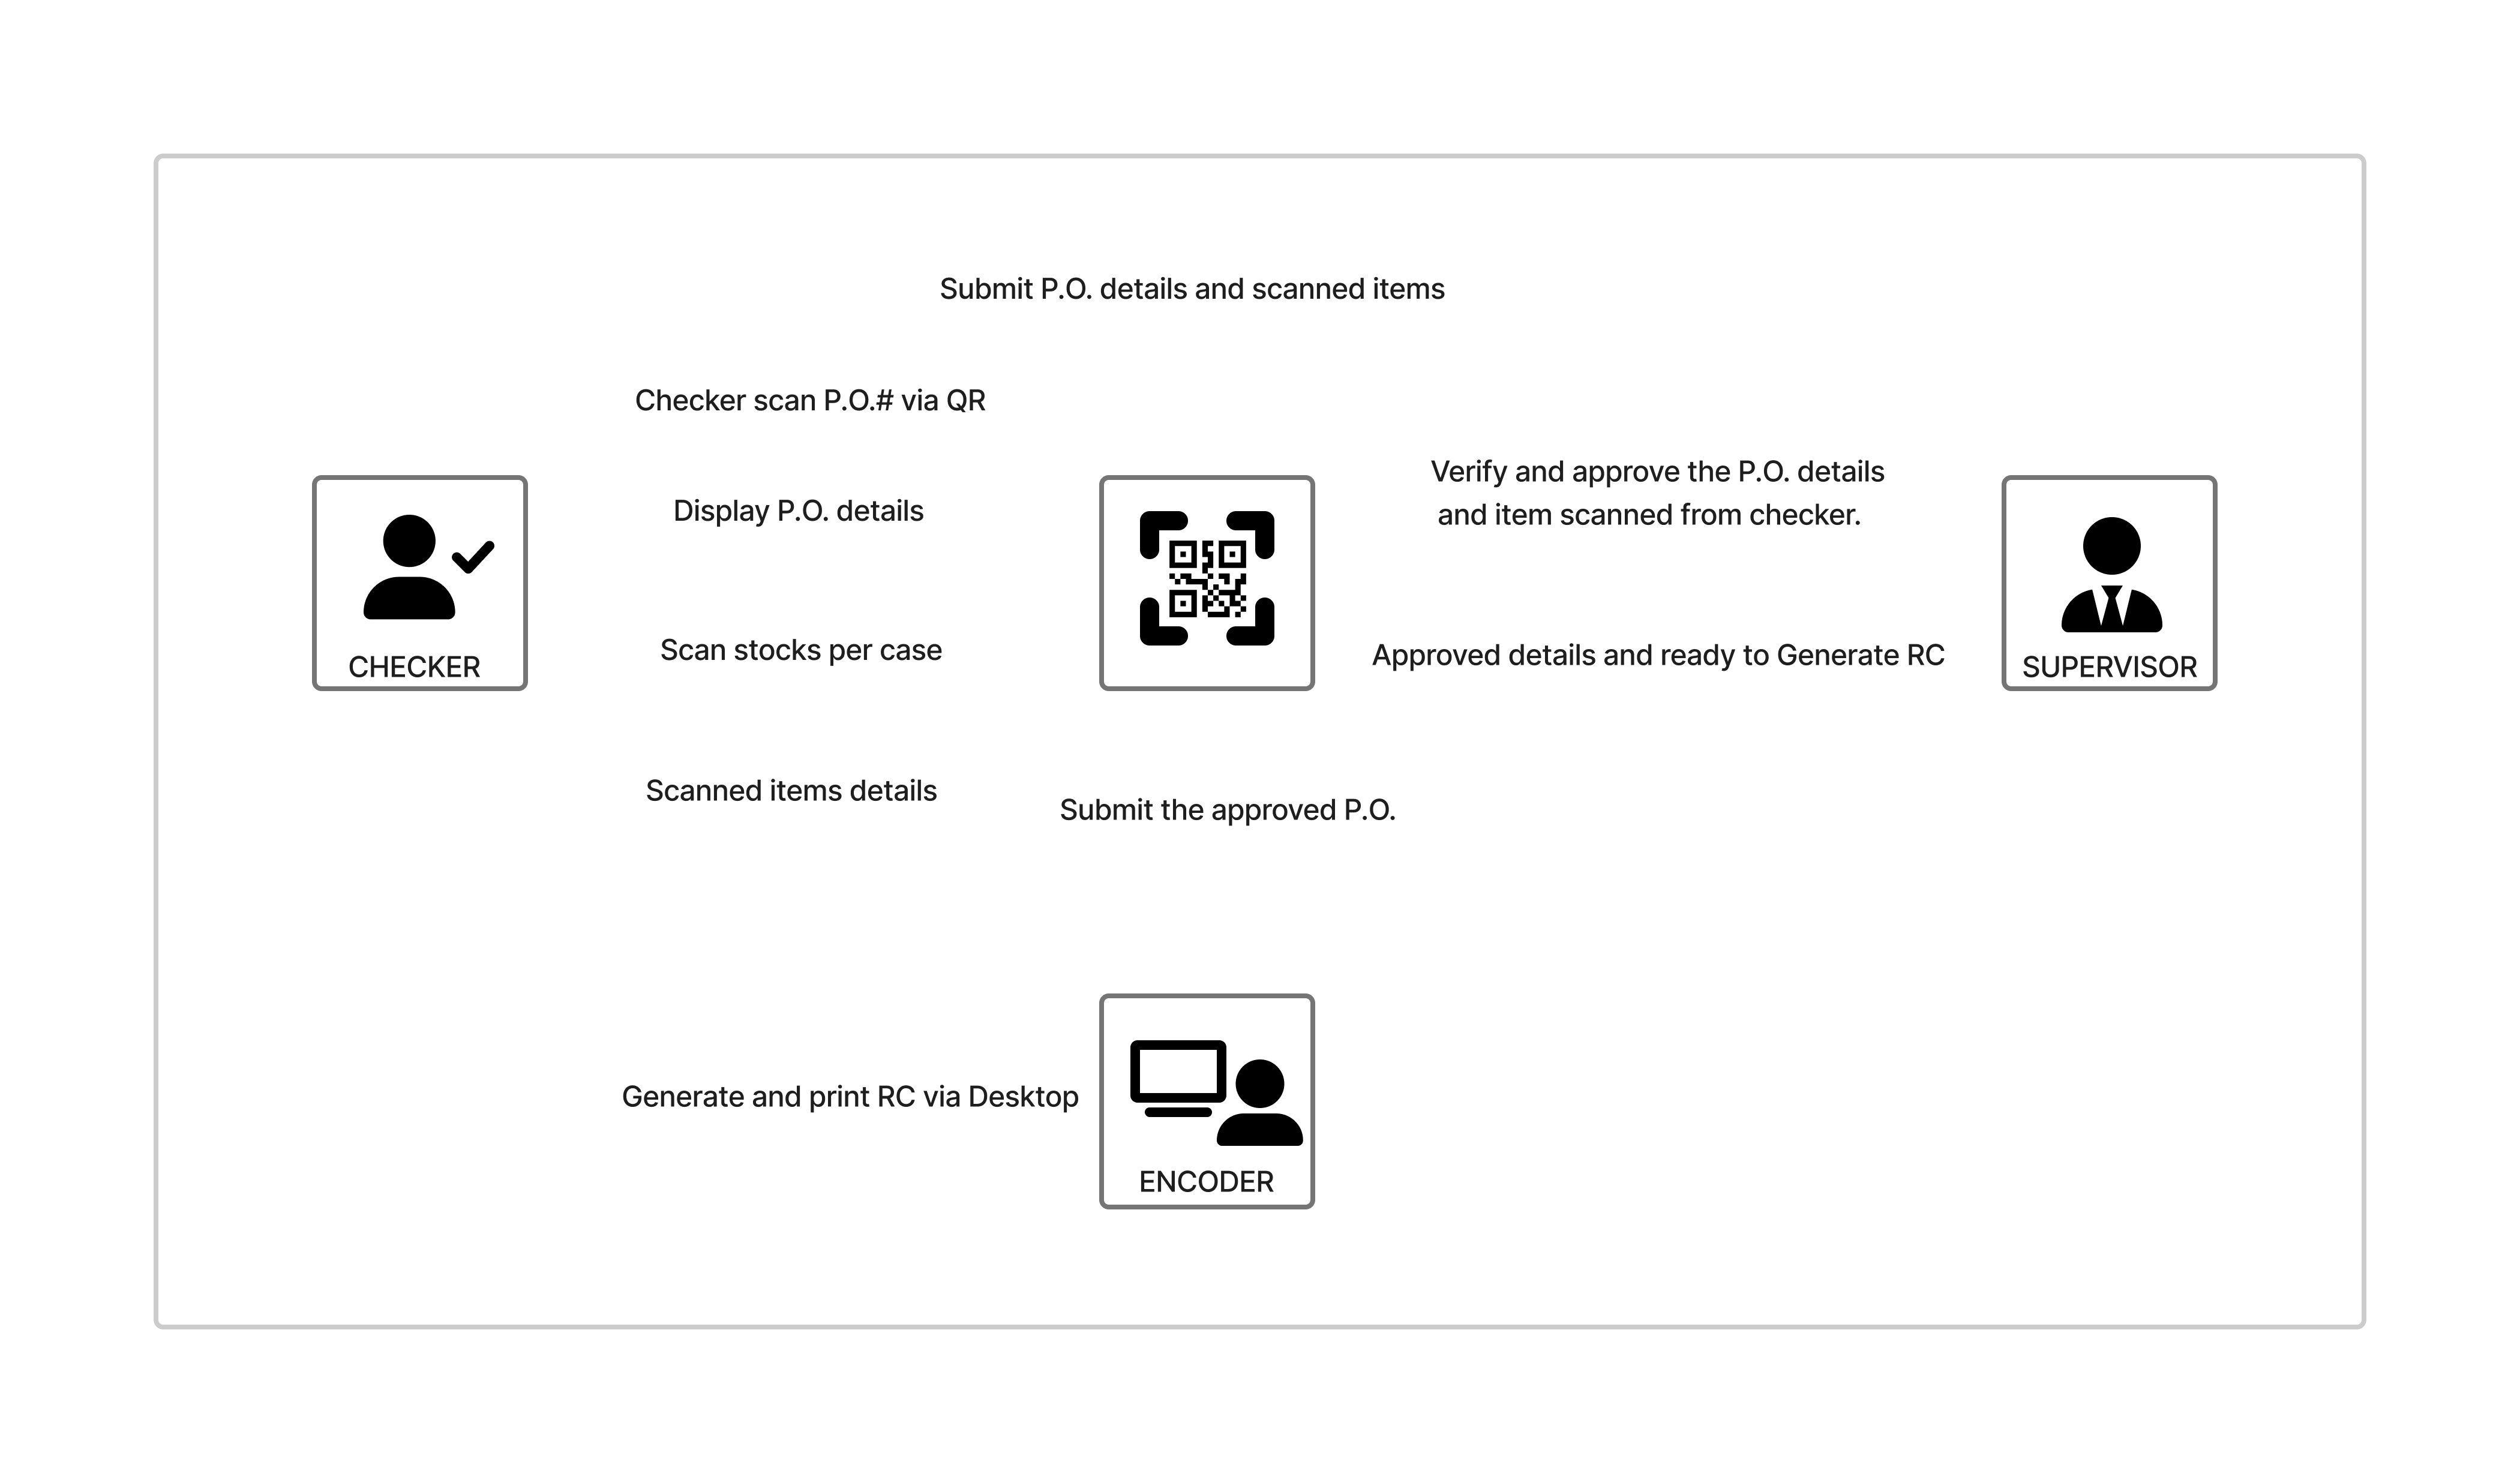 Submit P.O. details and scanned items
Checker scan P.O.# via QR
Display P.O. details
Verify and approve the P.O. details
and item scanned from checker.
Scan stocks per case
Approved details and ready to Generate RC
CHECKER
SUPERVISOR
Scanned items details
Submit the approved P.O.
Generate and print RC via Desktop
ENCODER